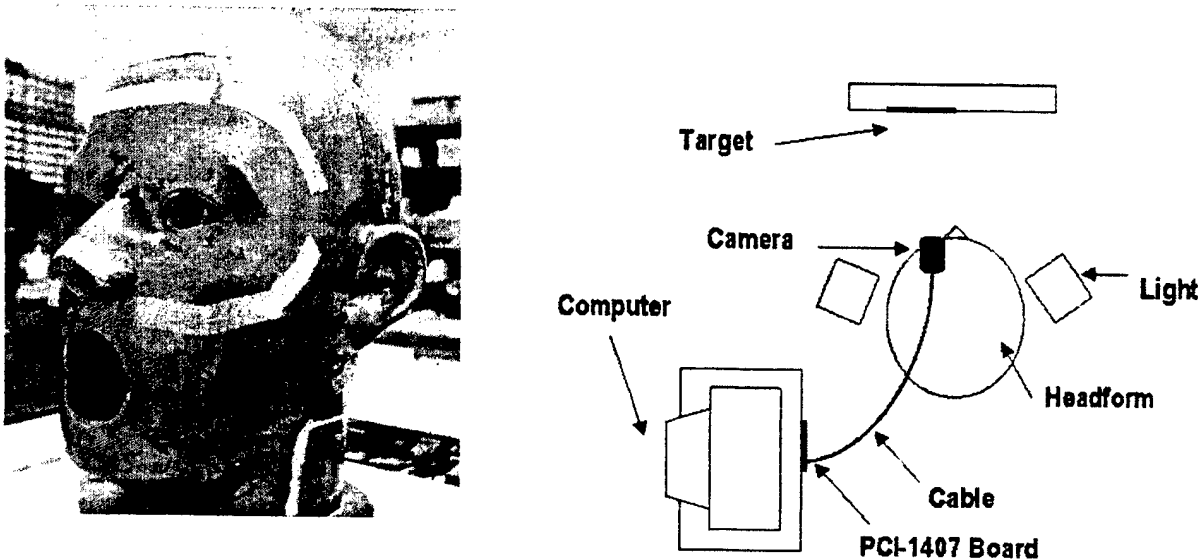 Target
Camera
Light
Computer
Headform
Cable
PCI-1407 Board